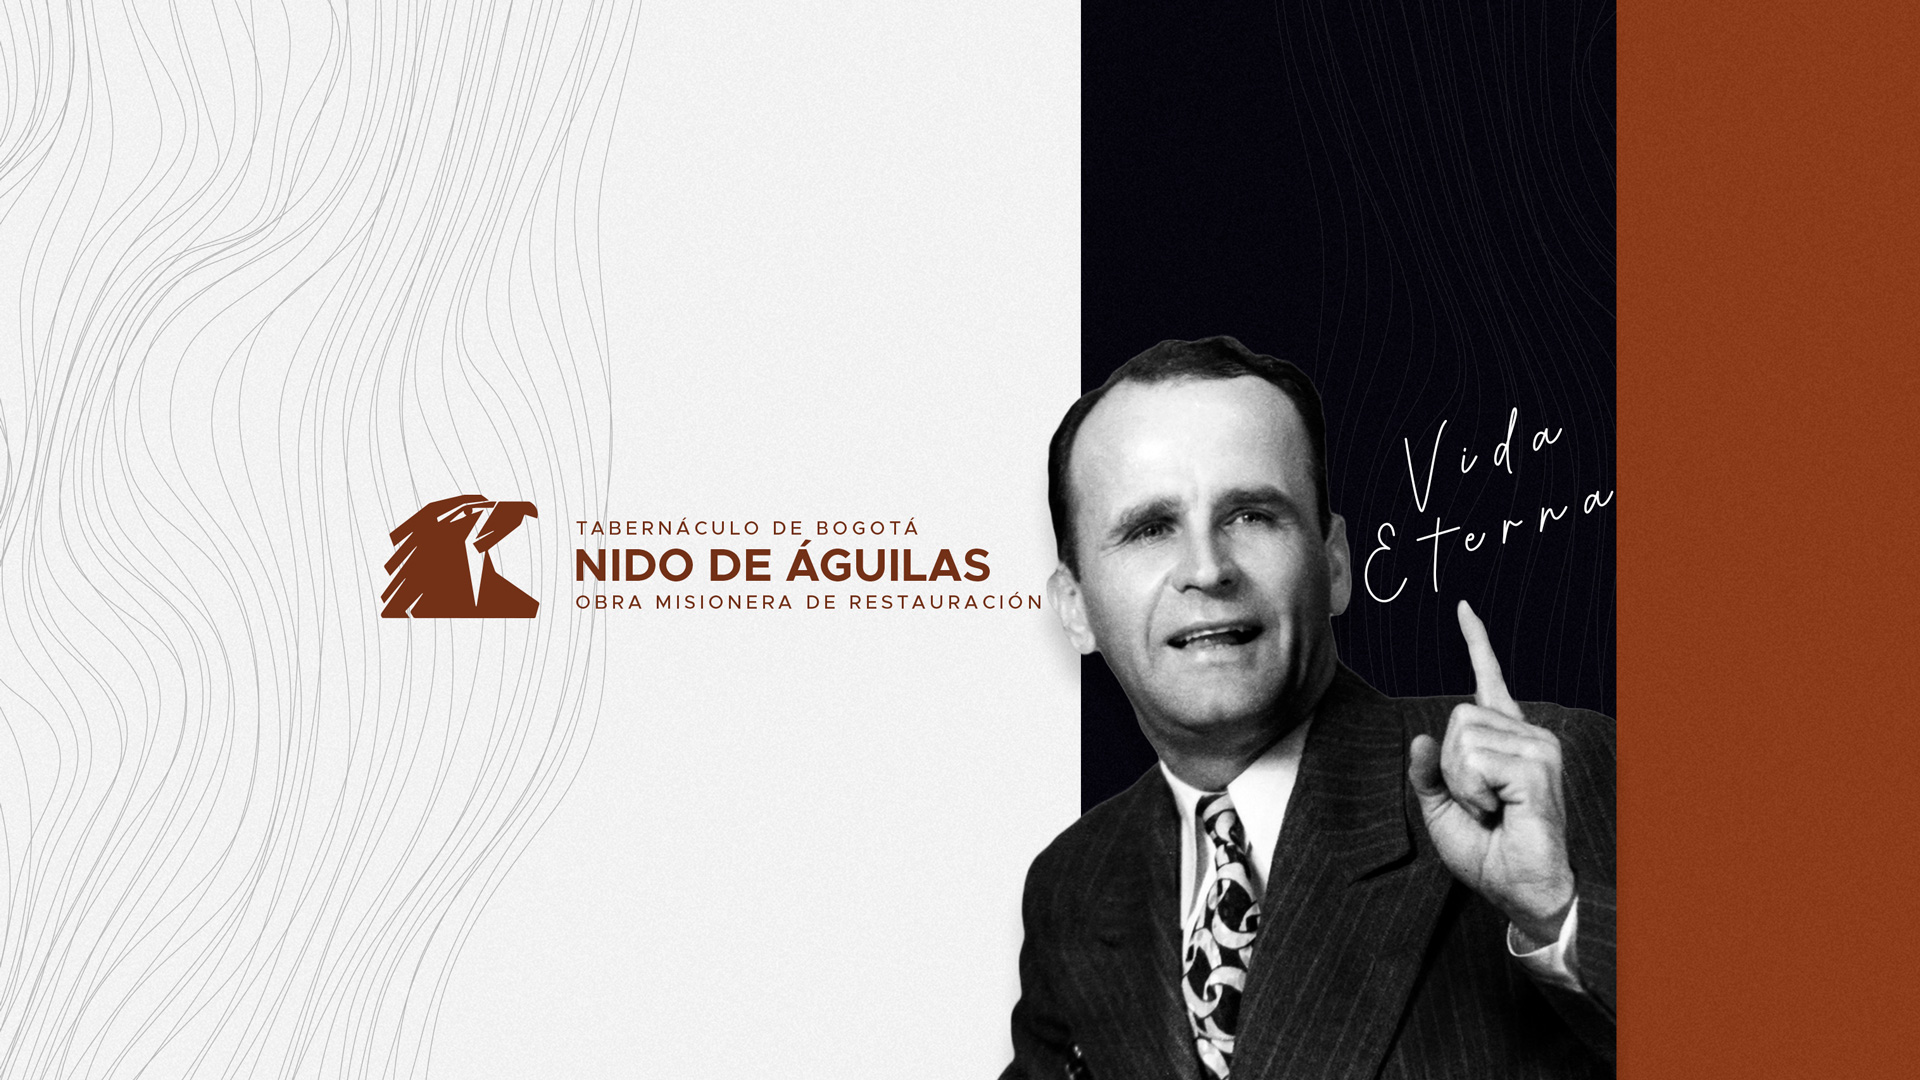 TABERNÁCULO DE BOGOTÁ
NIDO DE ÁGUILAS
OBRA MISIONERA DE RESTAURACIÓN
Vida
Eterna